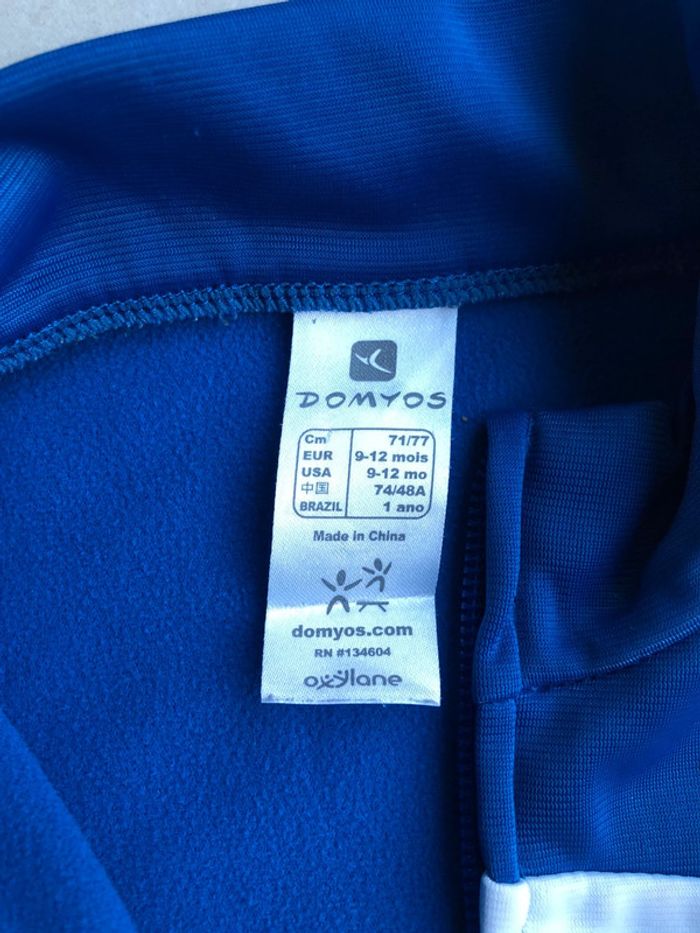 DOMYOS
Cm 71/77
EUR 9-12 mois
USA 9-12 mo
中国 74/48A
BRAZIL 1 ano
Made in China
domyos.com
RN #134604
oxylane